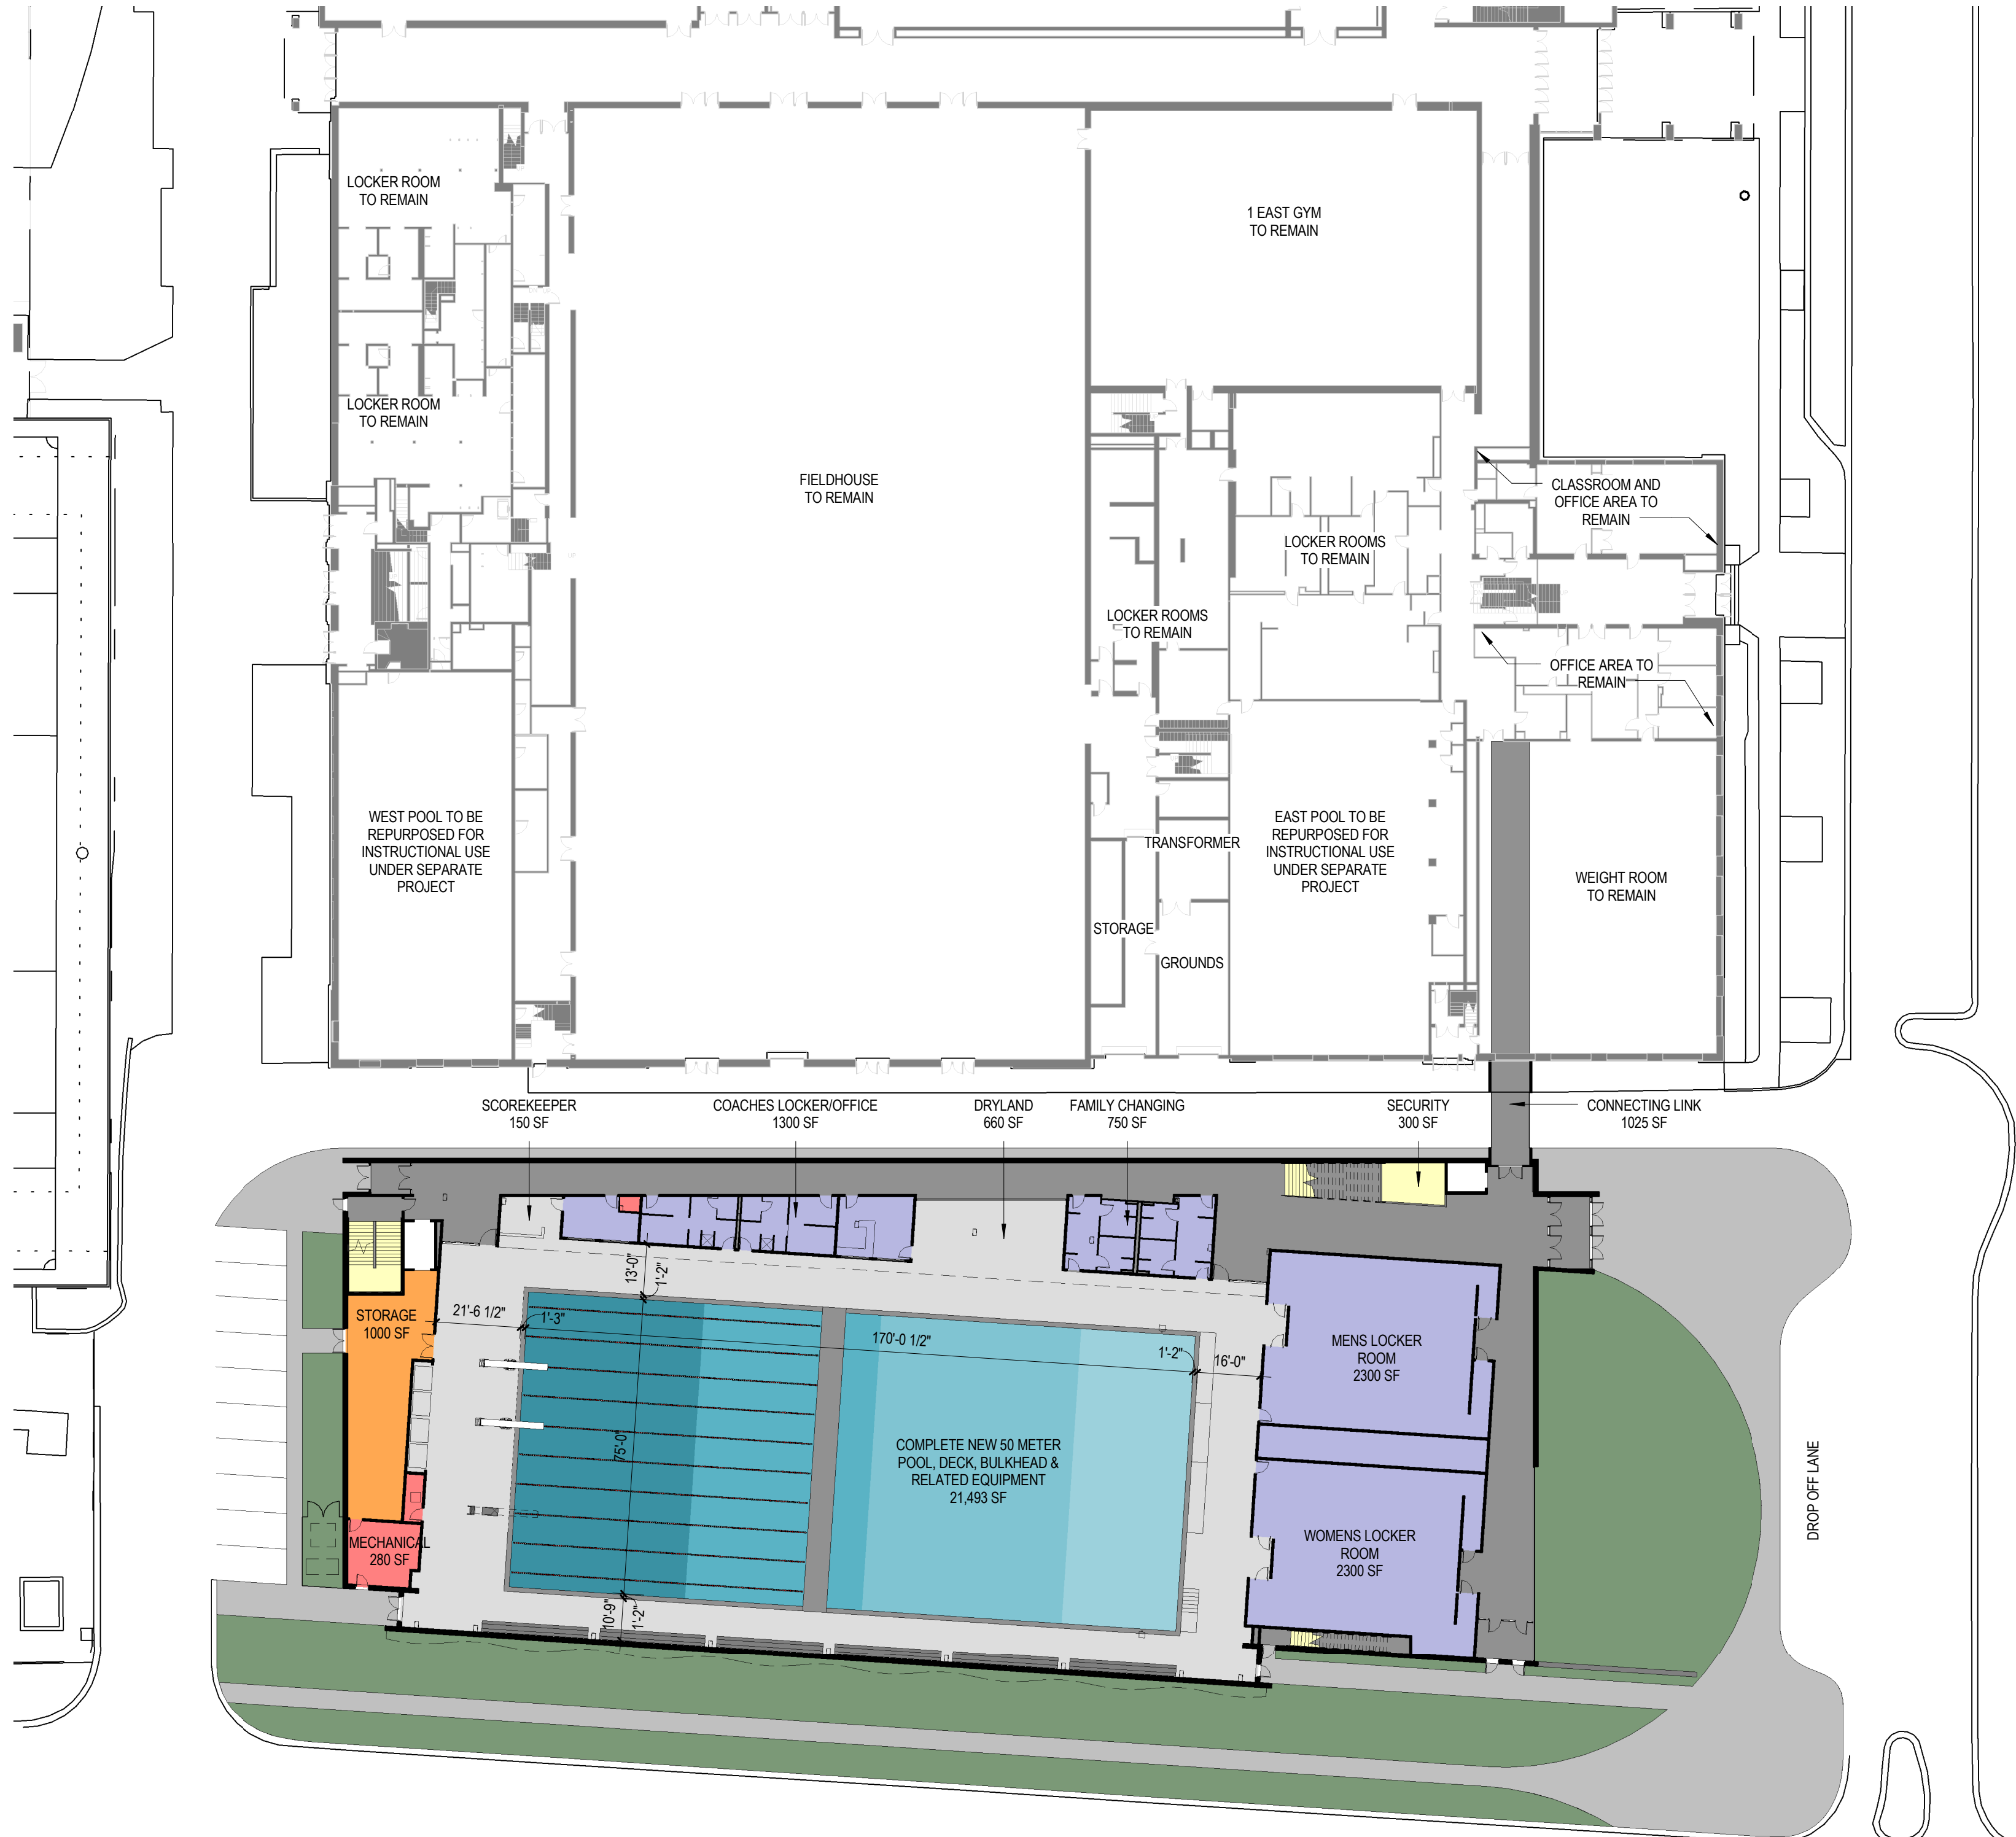 LOCKER ROOM
TO REMAIN
1 EAST GYM
TO REMAIN
LOCKER ROOM
TO REMAIN
FIELDHOUSE
TO REMAIN
CLASSROOM AND
OFFICE AREA TO
REMAIN
LOCKER ROOMS
TO REMAIN
LOCKER ROOMS
TO REMAIN
OFFICE AREA TO
REMAIN
WEST POOL TO BE
REPURPOSED FOR
INSTRUCTIONAL USE
UNDER SEPARATE
PROJECT
TRANSFORMER
EAST POOL TO BE
REPURPOSED FOR
INSTRUCTIONAL USE
UNDER SEPARATE
PROJECT
WEIGHT ROOM
TO REMAIN
STORAGE
GROUNDS
SCOREKEEPER
150 SF
COACHES LOCKER/OFFICE
1300 SF
DRYLAND
660 SF
FAMILY CHANGING
750 SF
SECURITY
300 SF
CONNECTING LINK
1025 SF
13'-0"
1'-2"
21'-6 1/2"
1'-3"
170'-0 1/2"
1'-2"
16'-0"
STORAGE
1000 SF
MENS LOCKER
ROOM
2300 SF
75'-0"
COMPLETE NEW 50 METER
POOL, DECK, BULKHEAD &
RELATED EQUIPMENT
21,493 SF
DROP OFF LANE
MECHANICAL
280 SF
WOMENS LOCKER
ROOM
2300 SF
10'-9"
1'-2"